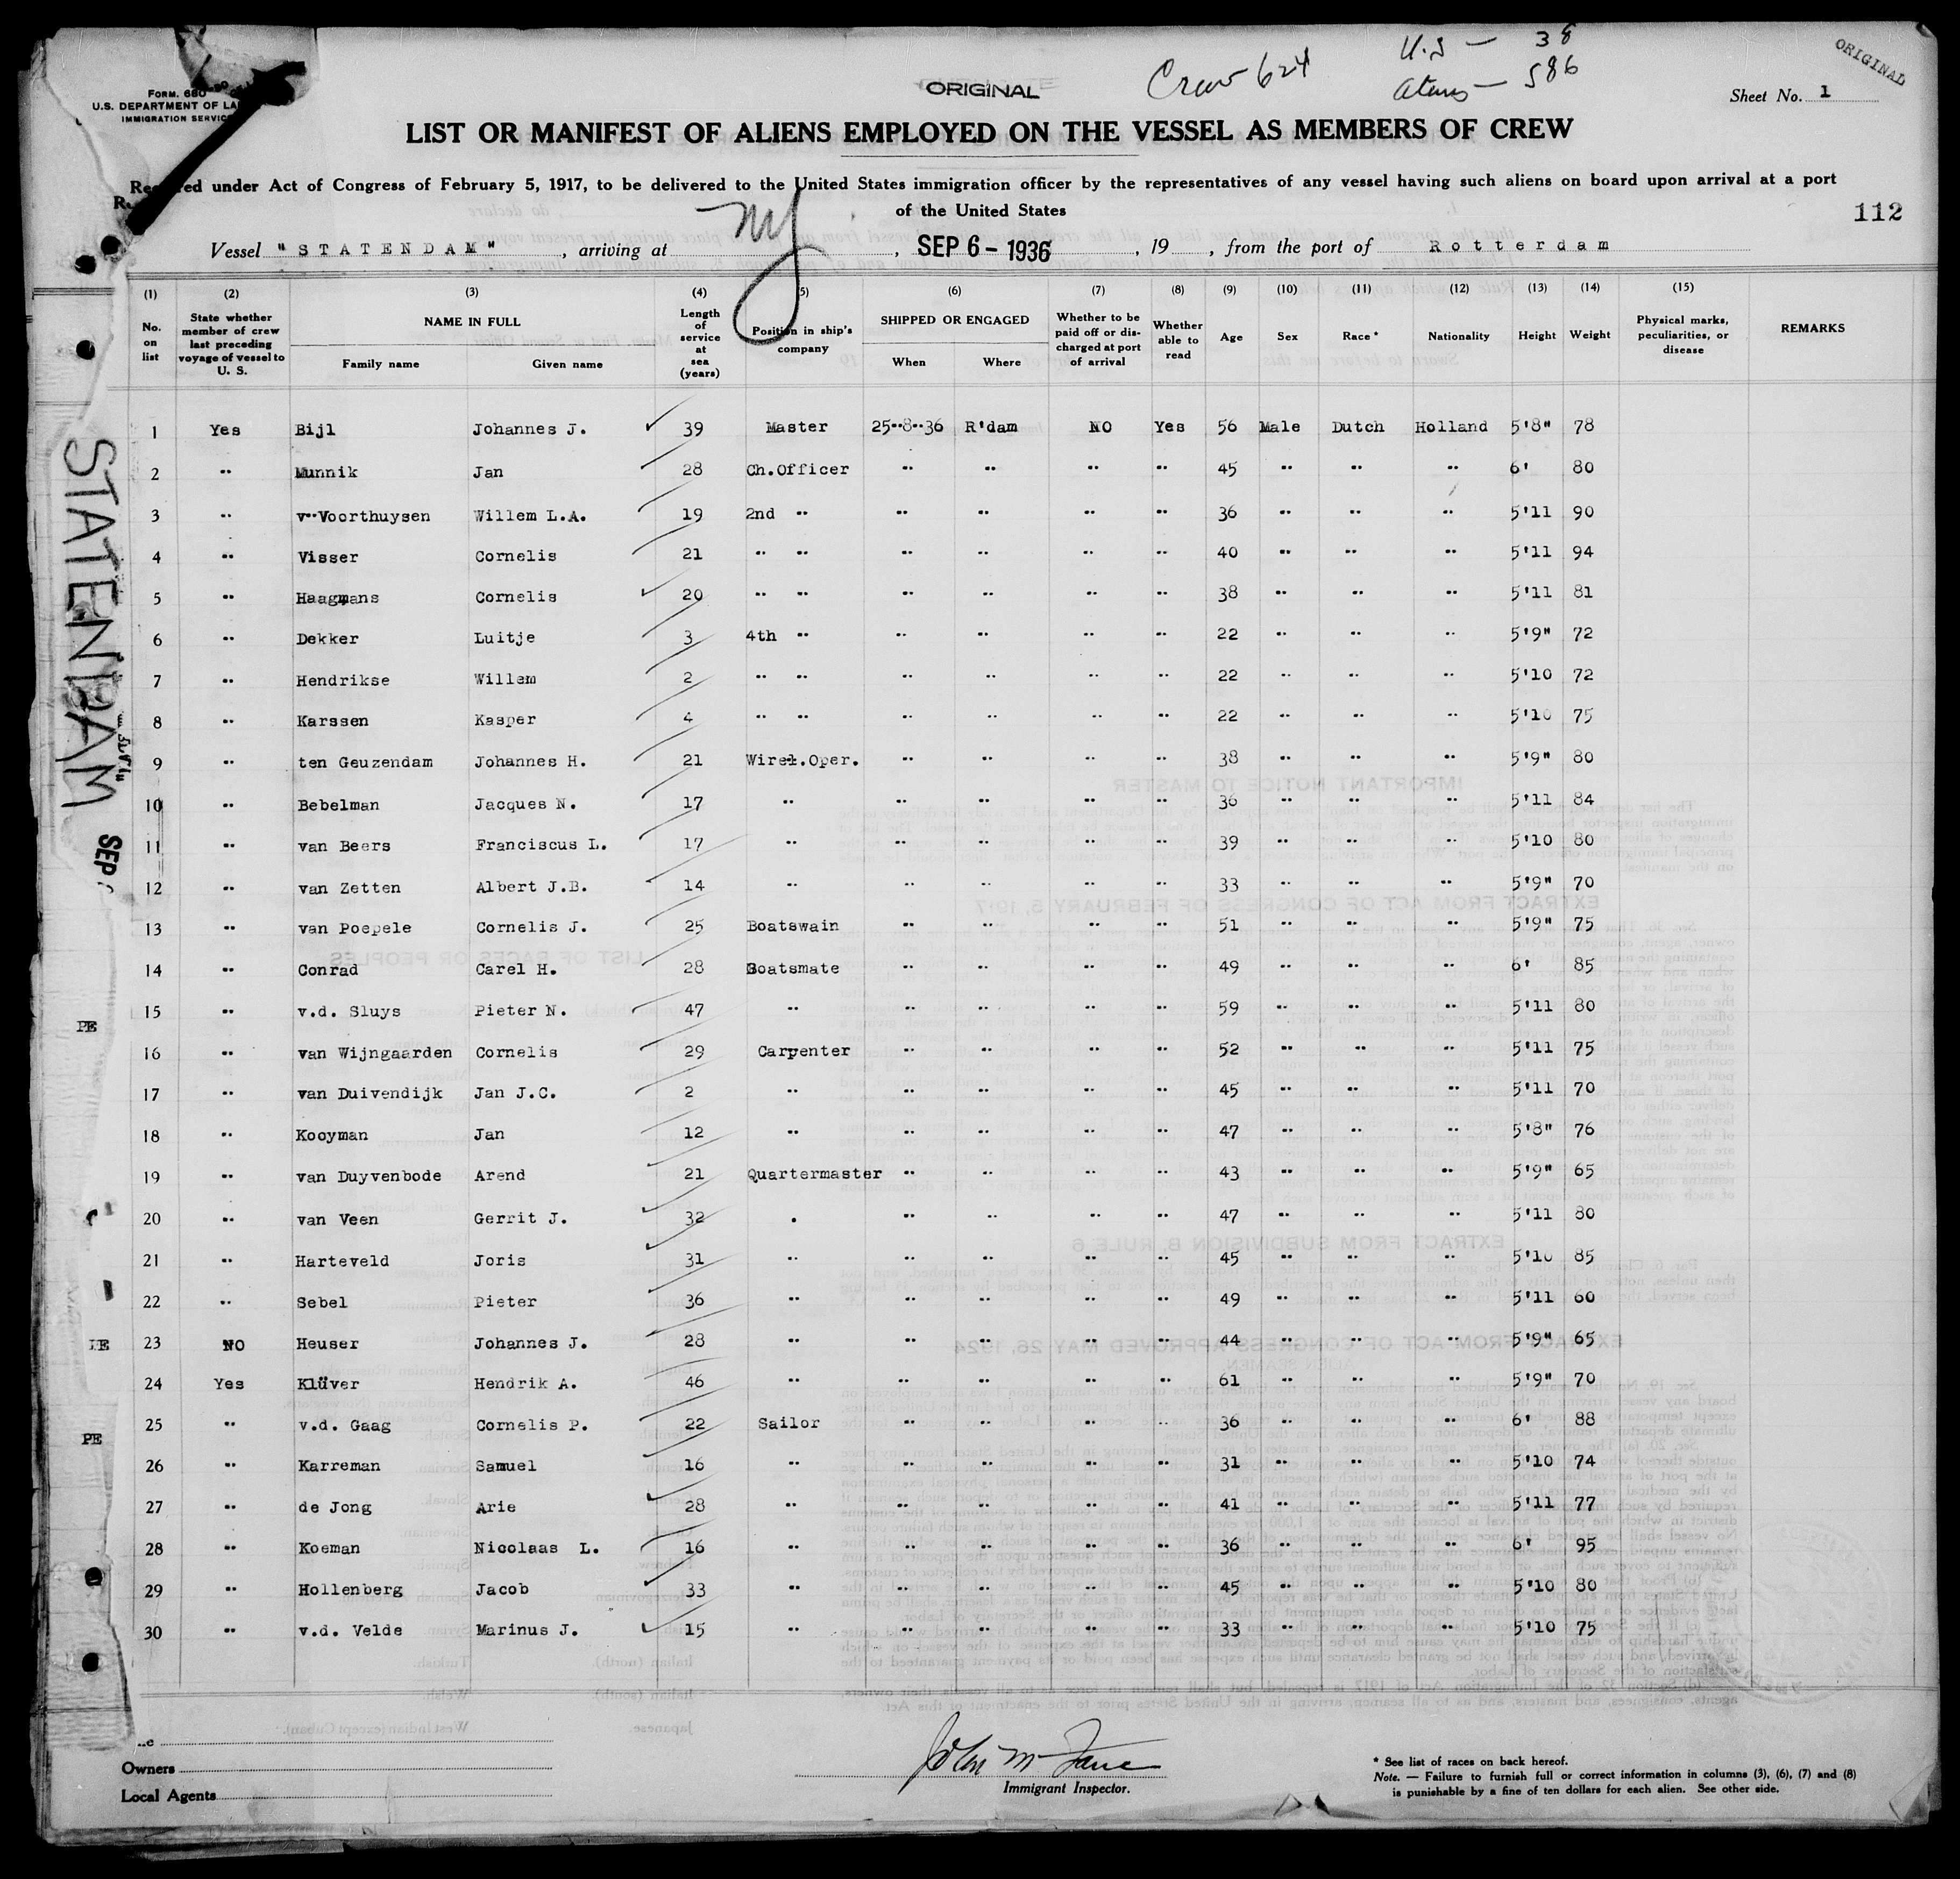 ORIGINAL
Crew 624
U.S — 38
Aliens — 586
ORIGINAL
FORM. 680
U.S. DEPARTMENT OF LA
IMMIGRATION SERVIC
ORIGINAL
Sheet No. 1
LIST OR MANIFEST OF ALIENS EMPLOYED ON THE VESSEL AS MEMBERS OF CREW
under Act of Congress of February 5, 1917, to be delivered to the United States immigration officer by the representatives of any vessel having such aliens on board upon arrival at a port
of the United States
112
Vessel "STATENDAM", arriving at NY, SEP 6 - 1936, 19, from the port of Rotterdam
(1) (2) (3) (4) (5) (6) (7) (8) (9) (10) (11) (12) (13) (14) (15)
No. on list State whether member of crew last preceding voyage of vessel to U. S. NAME IN FULL Family name Given name Length of service at sea (years) Position in ship's company SHIPPED OR ENGAGED When Where Whether to be paid off or discharged at port of arrival Whether able to read Age Sex Race* Nationality Height Weight Physical marks, peculiarities, or disease REMARKS
1 Yes Bijl Johannes J. 39 Master 25-8-36 R'dam NO Yes 56 Male Dutch Holland 5'8" 78
2 " Munnik Jan 28 Ch.Officer " " " " 45 " " " 6' 80
3 " v-Voorthuysen Willem L.A. 19 2nd " " " " " 36 " " " 5'11 90
4 " Visser Cornelis 21 " " " " " " 40 " " " 5'11 94
5 " Haagmans Cornelis 20 " " " " " " 38 " " " 5'11 81
6 " Dekker Luitje 3 4th " " " " " 22 " " " 5'9" 72
7 " Hendrikse Willem 2 " " " " " " 22 " " " 5'10 72
8 " Karssen Kasper 4 " " " " " " 22 " " " 5'10 75
9 " ten Geuzendam Johannes H. 21 Wirel.Oper. " " " " 38 " " " 5'9" 80
10 " Bebelman Jacques N. 17 " " " " " 36 " " " 5'11 84
11 " van Beers Franciscus L. 17 " " " " " 39 " " " 5'10 80
12 " van Zetten Albert J.B. 14 " " " " " 33 " " " 5'9" 70
13 " van Poepele Cornelis J. 25 Boatswain " " " " 51 " " " 5'9" 75
14 " Conrad Carel H. 28 Boatsmate " " " " 49 " " " 6' 85
15 " v.d. Sluys Pieter N. 47 " " " " " 59 " " " 5'11 80
16 " van Wijngaarden Cornelis 29 Carpenter " " " " 52 " " " 5'11 75
17 " van Duivendijk Jan J.C. 2 " " " " " 45 " " " 5'11 70
18 " Kooyman Jan 12 " " " " " 47 " " " 5'8" 76
19 " van Duyvenbode Arend 21 Quartermaster " " " " 43 " " " 5'9" 65
20 " van Veen Gerrit J. 32 . " " " " 47 " " " 5'11 80
21 " Harteveld Joris 31 " " " " " 45 " " " 5'10 85
22 " Sebel Pieter 36 " " " " " 49 " " " 5'11 60
23 NO Heuser Johannes J. 28 " " " " " 44 " " " 5'9" 65
24 Yes Klüver Hendrik A. 46 " " " " " 61 " " " 5'9" 70
25 " v.d. Gaag Cornelis P. 22 Sailor " " " " 36 " " " 6' 88
26 " Karreman Samuel 16 " " " " " 31 " " " 5'10 74
27 " de Jong Arie 28 " " " " " 41 " " " 5'11 77
28 " Koeman Nicolaas L. 16 " " " " " 36 " " " 6' 95
29 " Hollenberg Jacob 33 " " " " " 45 " " " 5'10 80
30 " v.d. Velde Marinus J. 15 " " " " " 33 " " " 5'10 75
STATENDAM
SEP
PE
PE
Owners
Local Agents
Immigrant Inspector.
* See list of races on back hereof.
Note. — Failure to furnish full or correct information in columns (3), (6), (7) and (8)
is punishable by a fine of ten dollars for each alien. See other side.